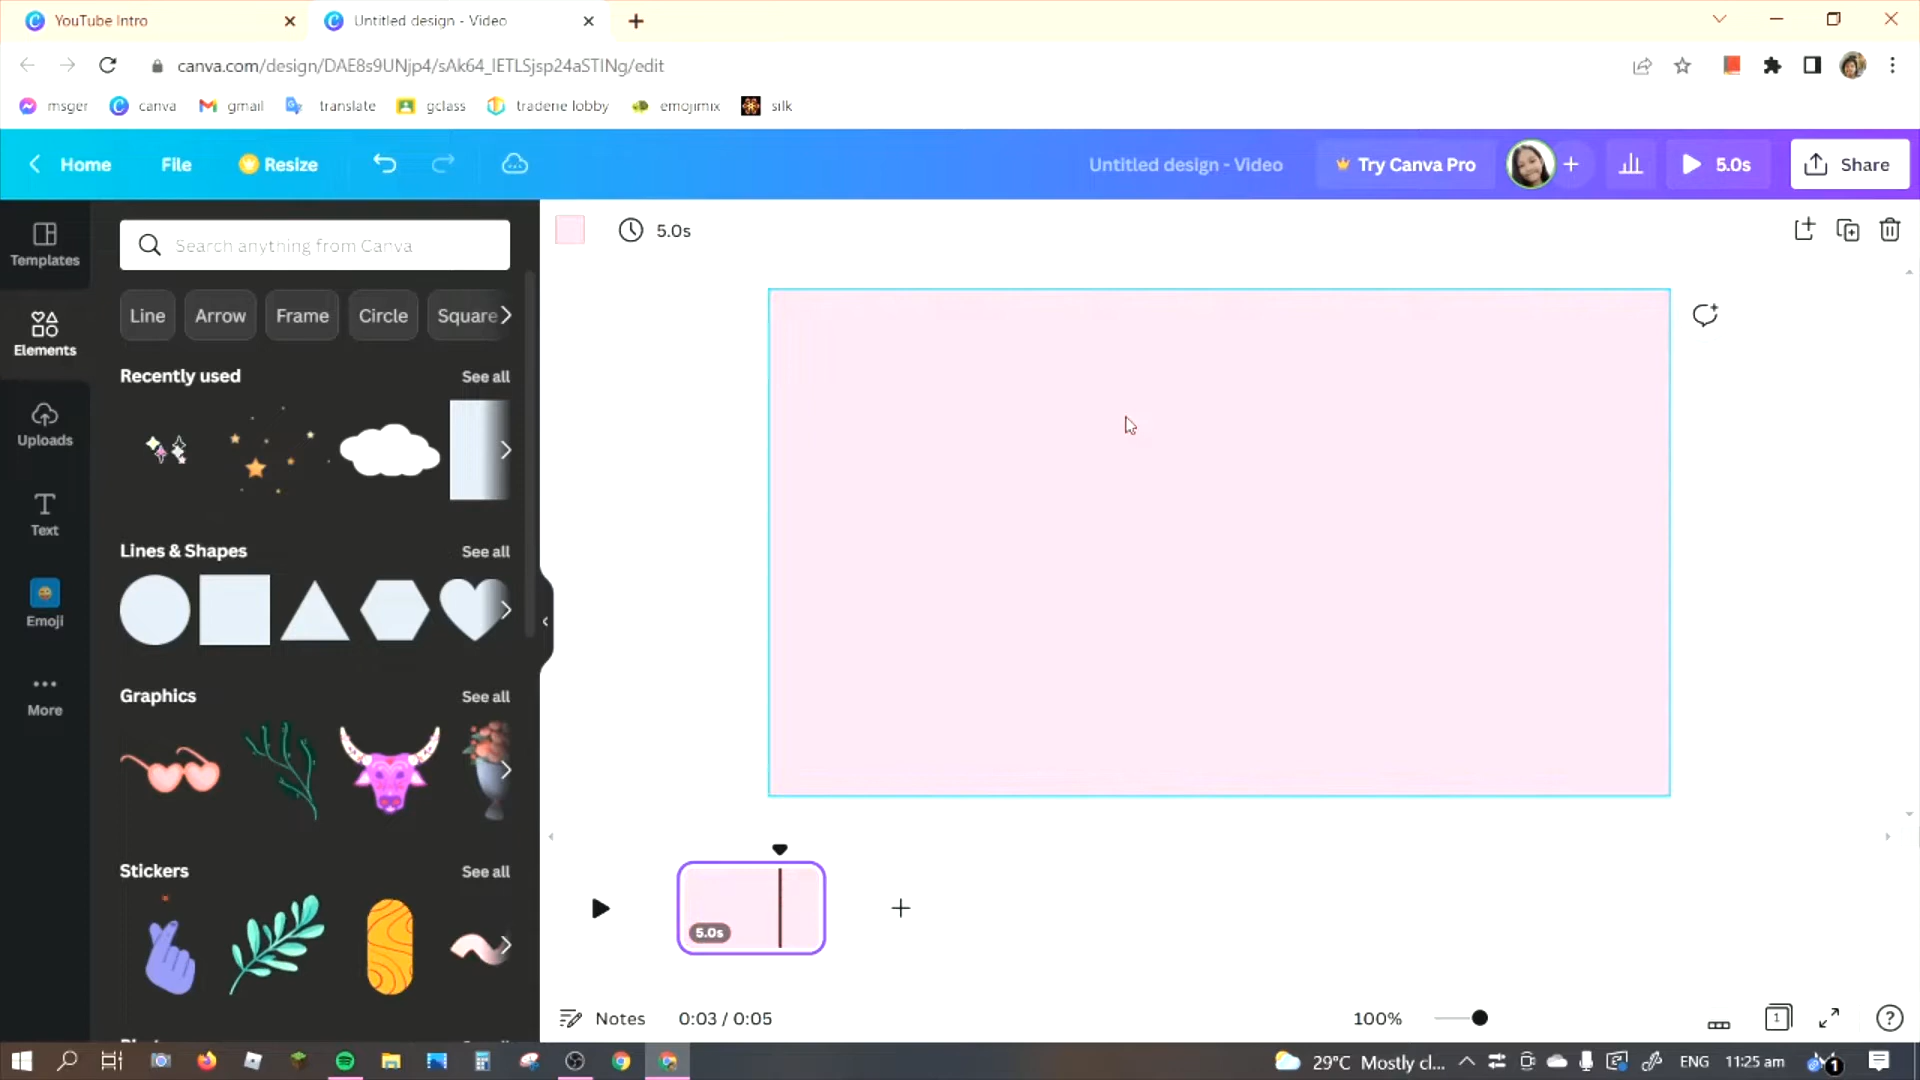 YouTube Intro
Untitled design - Video
canva.com/design/DAE8s9UNjp4/sAk64_lETLSjsp24aSTINg/edit
msger canva gmail translate gclass traderie lobby emojimix silk
Home File Resize Untitled design - Video Try Canva Pro 5.0s Share
Templates
Elements
Uploads
Text
Emoji
More
Search anything from Canva
Line Arrow Frame Circle Square
Recently used See all
Lines & Shapes See all
Graphics See all
Stickers See all
5.0s
5.0s
Notes 0:03 / 0:05 100% 1
29°C Mostly cl... ENG 11:25 am 1